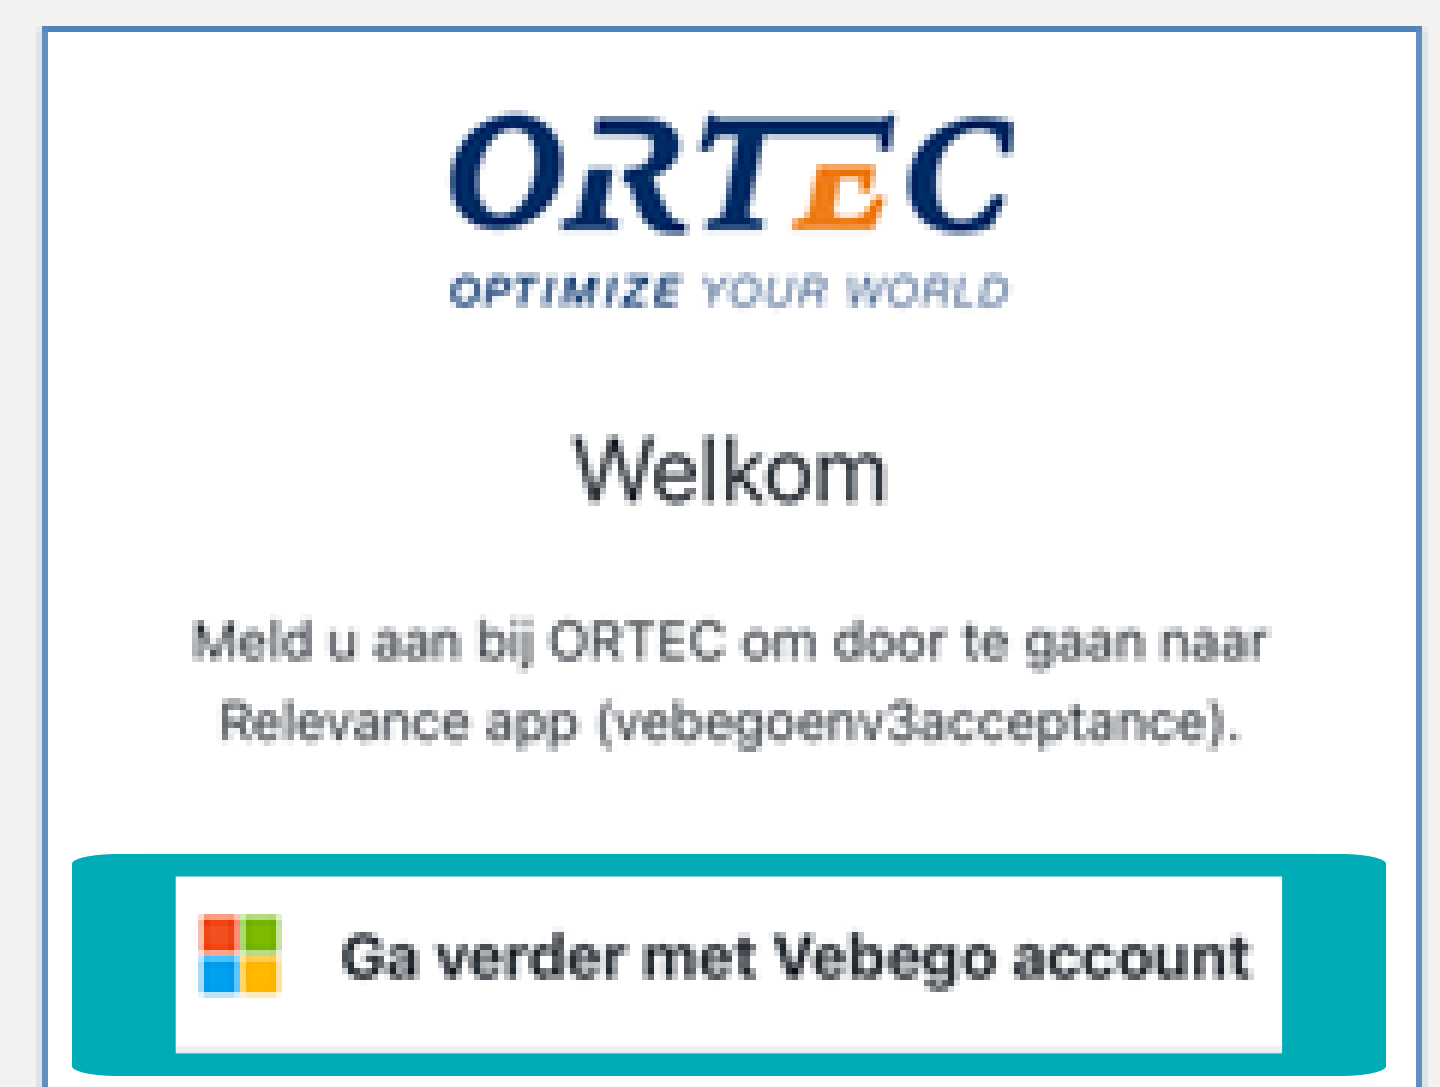 ORTEC
OPTIMIZE YOUR WORLD
Welkom
Meld u aan bij ORTEC om door te gaan naar
Relevance app (vebegoenv3acceptance).
Ga verder met Vebego account